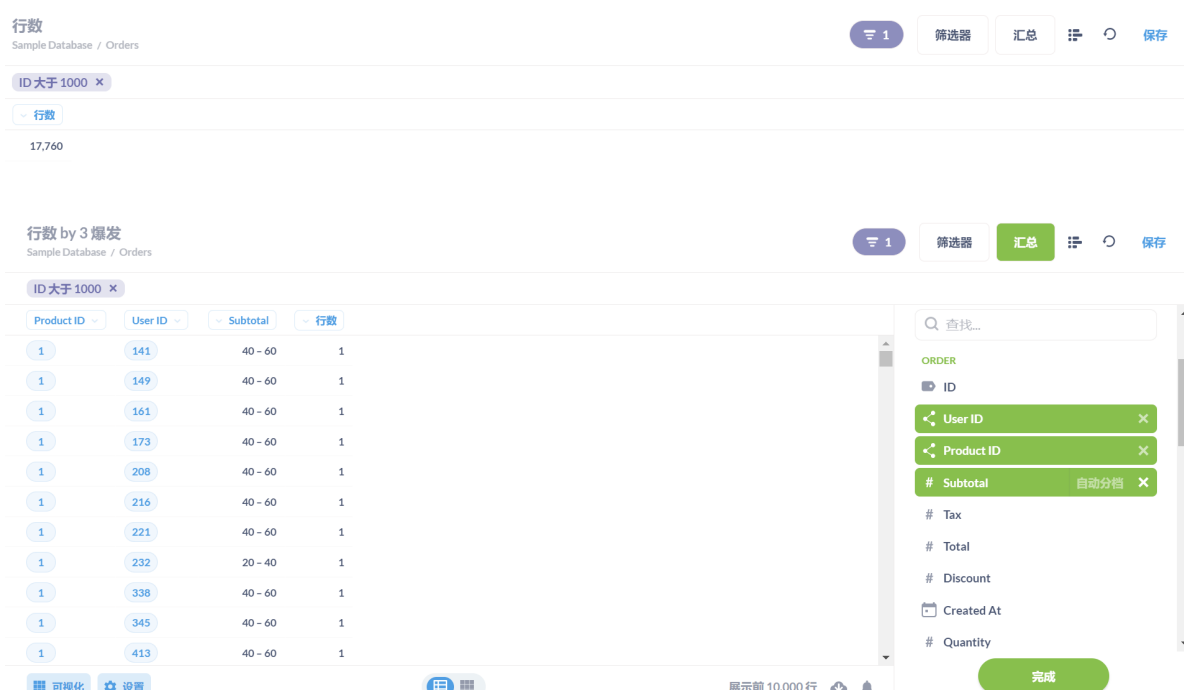 行数
Sample Database / Orders
1 筛选器 汇总 保存
ID 大于 1000 ×
行数
17,760
行数 by 3 爆发
Sample Database / Orders
1 筛选器 汇总 保存
ID 大于 1000 ×
Product ID User ID Subtotal 行数
1 141 40 – 60 1
1 149 40 – 60 1
1 161 40 – 60 1
1 173 40 – 60 1
1 208 40 – 60 1
1 216 40 – 60 1
1 221 40 – 60 1
1 232 20 – 40 1
1 338 40 – 60 1
1 345 40 – 60 1
1 413 40 – 60 1
查找...
ORDER
ID
User ID
Product ID
# Subtotal 自动分档
# Tax
# Total
# Discount
Created At
# Quantity
可视化 设置 展示前 10,000 行
完成